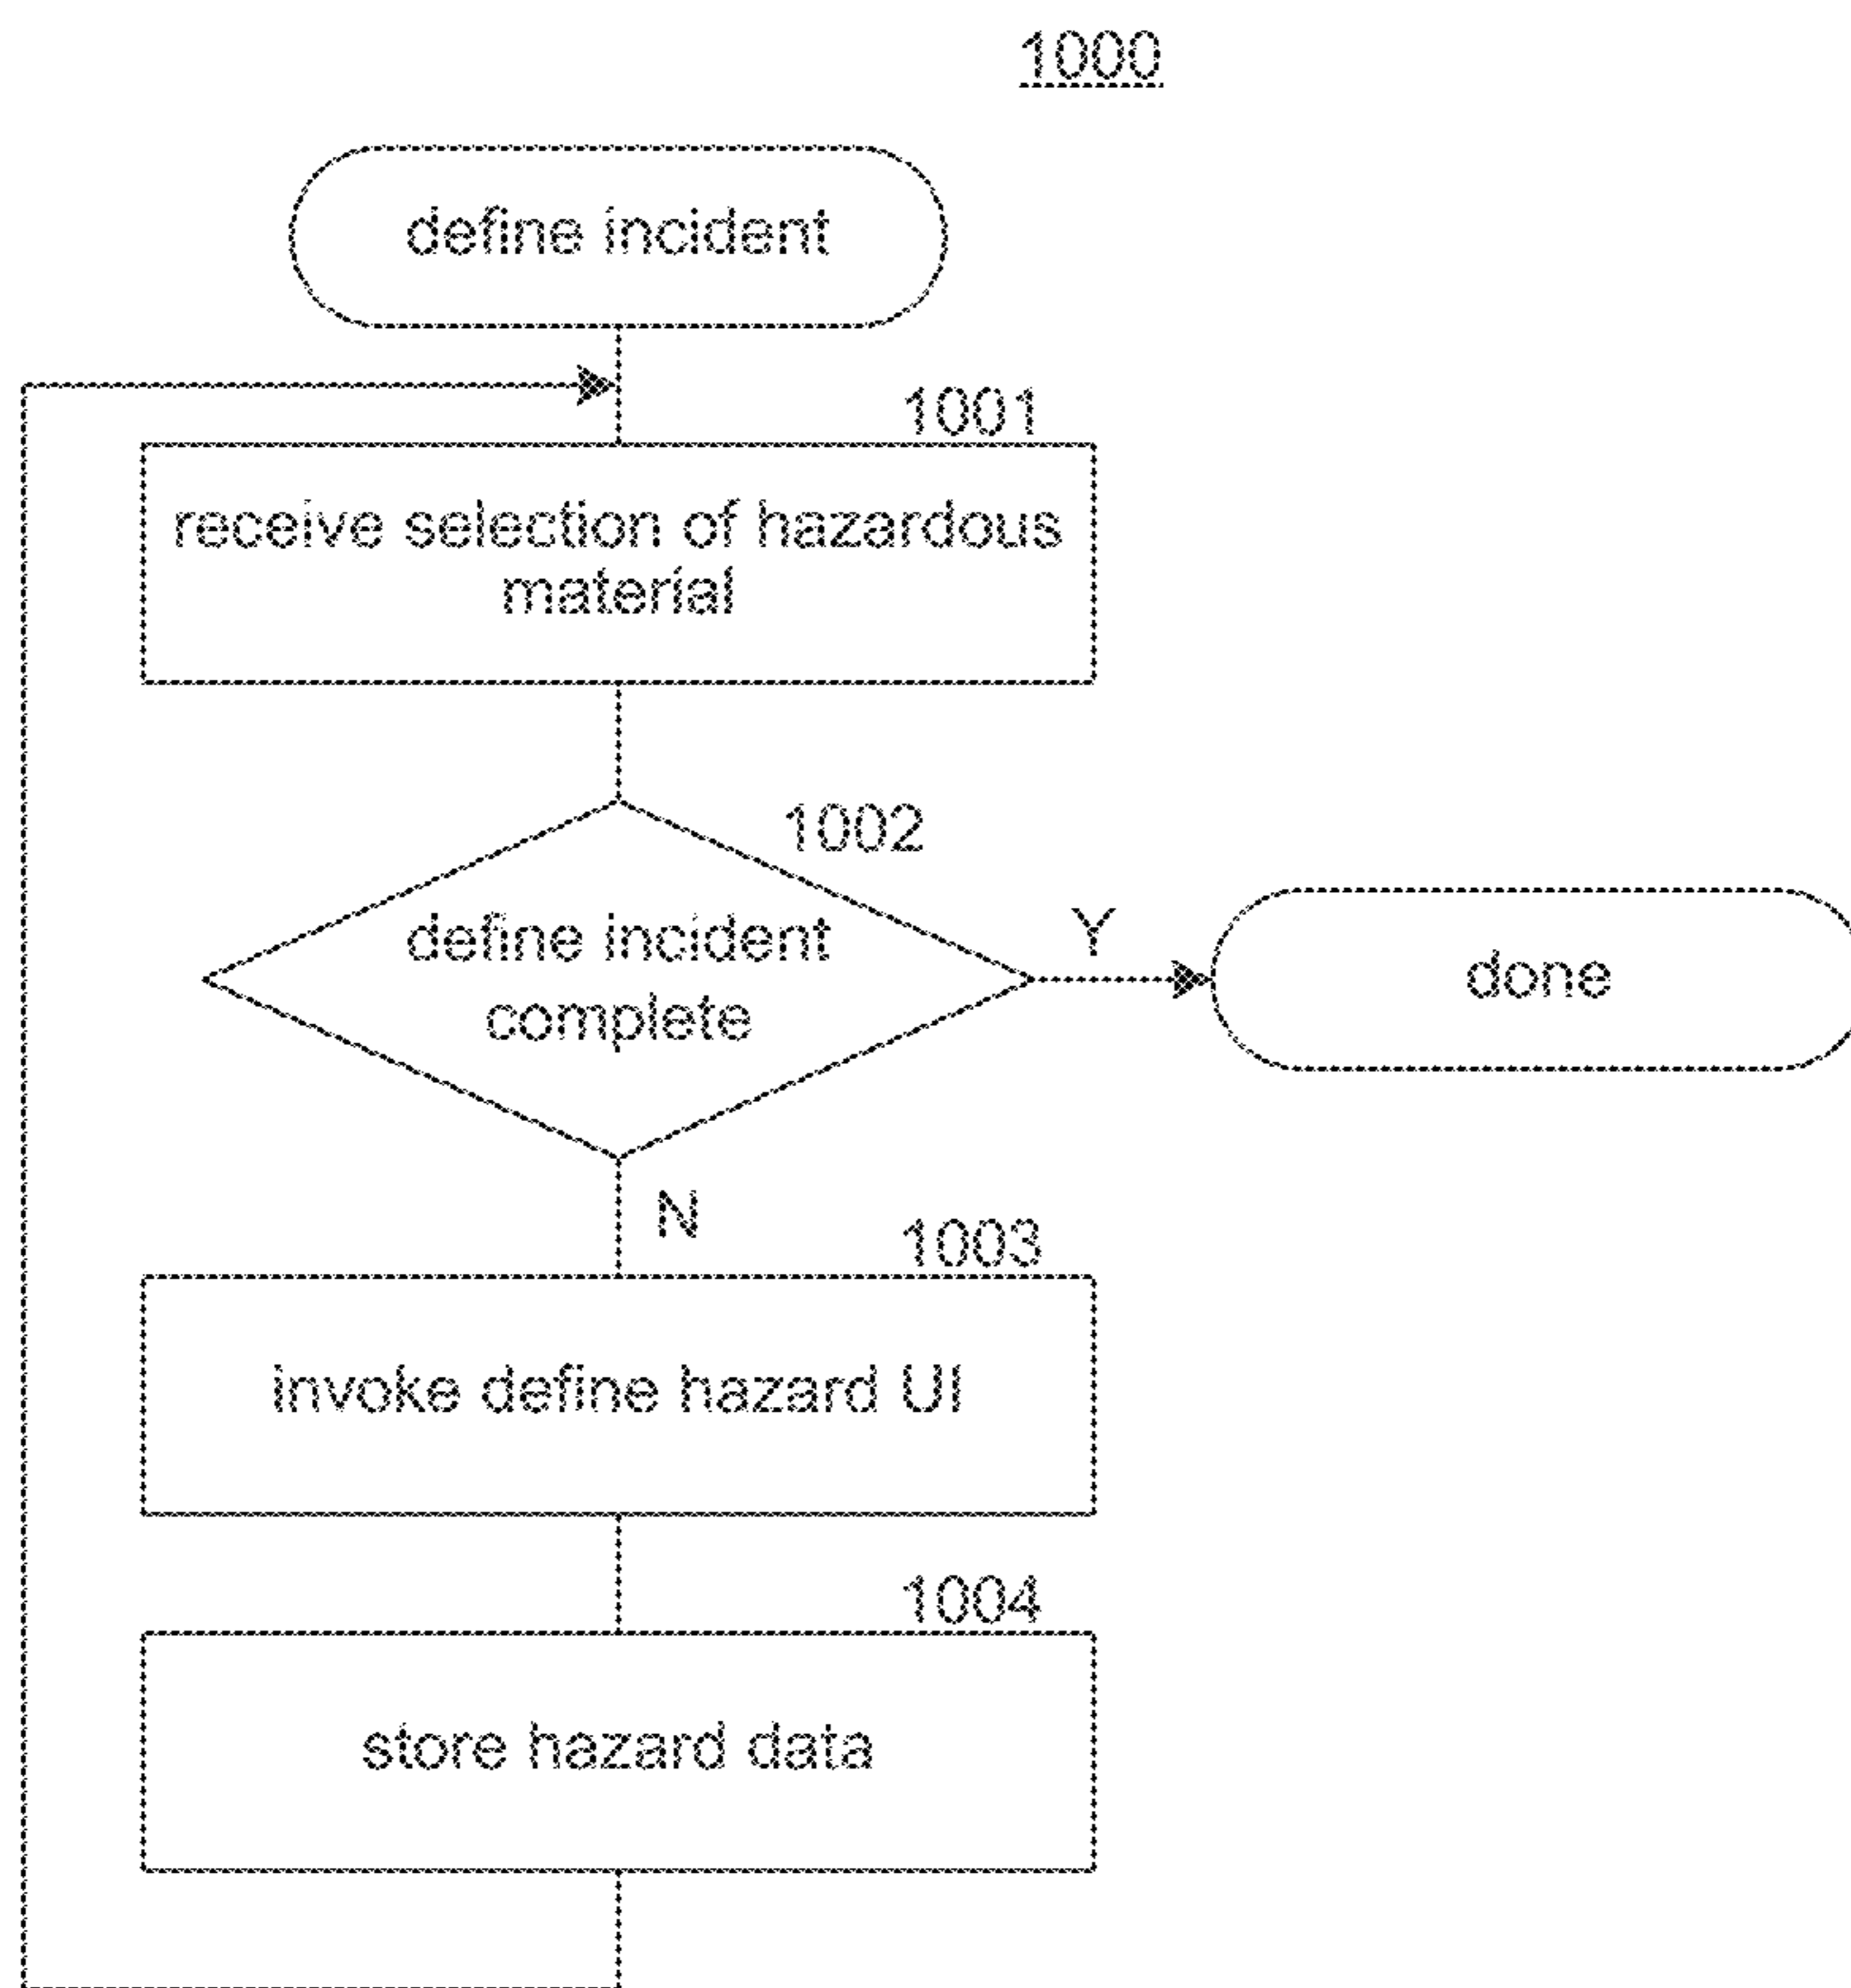 1000
define incident
1001
receive selection of hazardous
material
1002
define incident
complete
Y
done
N
1003
invoke define hazard UI
1004
store hazard data